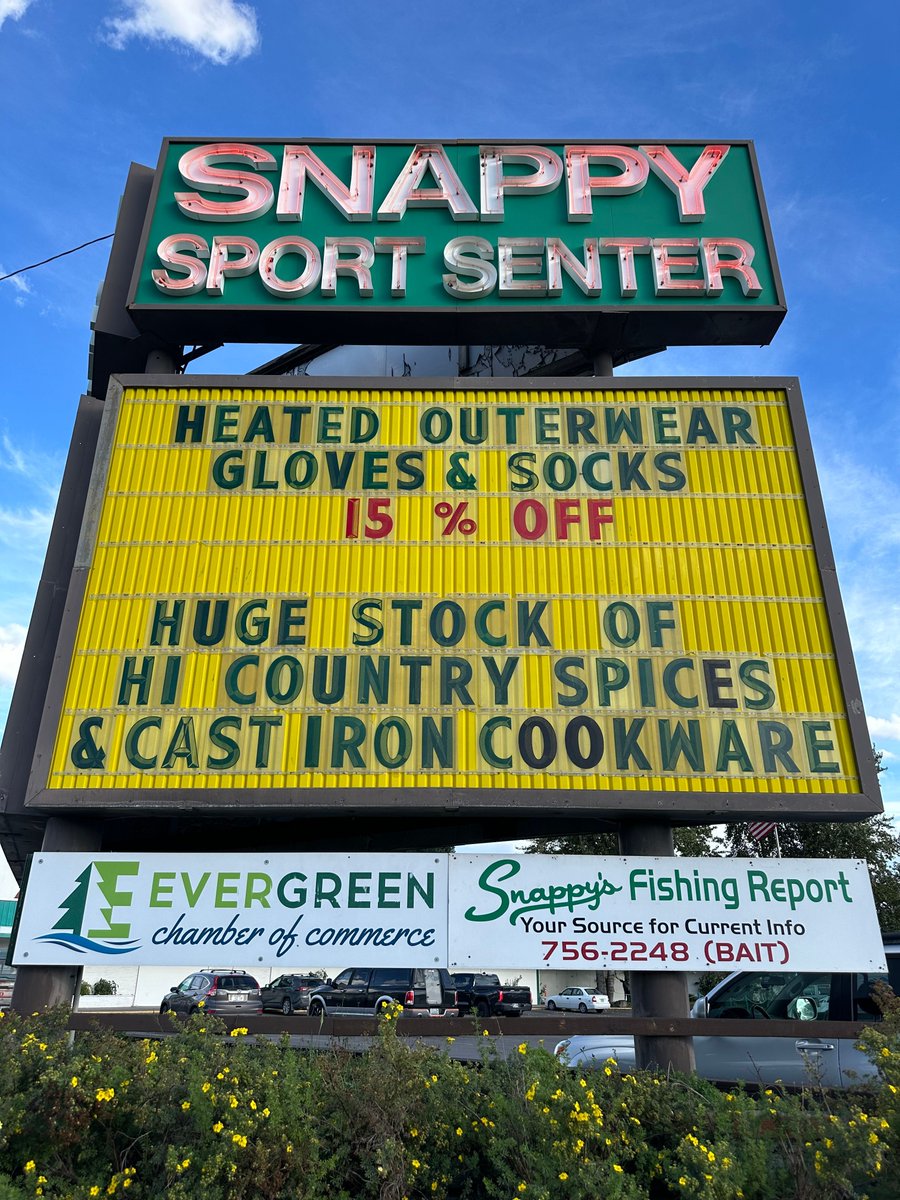 SNAPPY
SPORT SENTER
HEATED OUTERWEAR
GLOVES & SOCKS
15 % OFF
HUGE STOCK OF
HI COUNTRY SPICES
& CAST IRON COOKWARE
E EVERGREEN
chamber of commerce
Snappy's Fishing Report
Your Source for Current Info
756-2248 (BAIT)